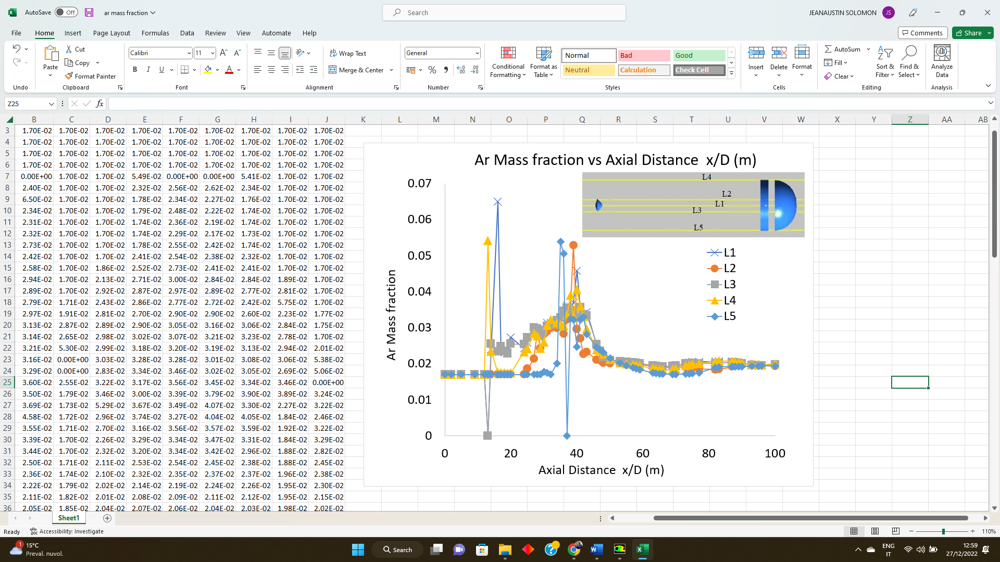 AutoSave Off ar mass fraction Search JEANAUSTIN SOLOMON JS
File Home Insert Page Layout Formulas Data Review View Automate Help Comments Share
Paste Cut Copy Format Painter
Calibri 11 B I U
Wrap Text Merge & Center
General
Conditional Formatting Format as Table
Normal Bad Good
Neutral Calculation Check Cell
Insert Delete Format
AutoSum Fill Clear Sort & Filter Find & Select
Analyze Data
Undo Clipboard Font Alignment Number Styles Cells Editing Analysis
Z25 fx
B C D E F G H I J K L M N O P Q R S T U V W X Y Z AA AB
3 1.70E-02 1.70E-02 1.70E-02 1.70E-02 1.70E-02 1.70E-02 1.70E-02 1.70E-02 1.70E-02
4 1.70E-02 1.70E-02 1.70E-02 1.70E-02 1.70E-02 1.70E-02 1.70E-02 1.70E-02 1.70E-02
5 1.70E-02 1.70E-02 1.70E-02 1.70E-02 1.70E-02 1.70E-02 1.70E-02 1.70E-02 1.70E-02
6 1.70E-02 1.70E-02 1.70E-02 1.70E-02 1.70E-02 1.70E-02 1.70E-02 1.70E-02 1.70E-02
7 0.00E+00 1.70E-02 1.70E-02 5.49E-02 0.00E+00 0.00E+00 5.41E-02 1.70E-02 1.70E-02
8 2.40E-02 1.70E-02 1.70E-02 2.32E-02 2.56E-02 2.62E-02 2.34E-02 1.70E-02 1.70E-02
9 6.50E-02 1.70E-02 1.70E-02 1.78E-02 2.34E-02 2.27E-02 1.76E-02 1.70E-02 1.70E-02
10 2.34E-02 1.70E-02 1.70E-02 1.79E-02 2.48E-02 2.22E-02 1.74E-02 1.70E-02 1.70E-02
11 2.31E-02 1.70E-02 1.70E-02 1.74E-02 2.36E-02 2.19E-02 1.74E-02 1.70E-02 1.70E-02
12 2.32E-02 1.70E-02 1.70E-02 1.74E-02 2.29E-02 2.17E-02 1.73E-02 1.70E-02 1.70E-02
13 2.73E-02 1.70E-02 1.70E-02 1.78E-02 2.55E-02 2.42E-02 1.74E-02 1.70E-02 1.70E-02
14 2.42E-02 1.70E-02 1.70E-02 2.41E-02 2.54E-02 2.38E-02 2.32E-02 1.70E-02 1.70E-02
15 2.58E-02 1.70E-02 1.86E-02 2.52E-02 2.73E-02 2.41E-02 2.41E-02 1.70E-02 1.70E-02
16 2.94E-02 1.70E-02 2.13E-02 2.71E-02 3.00E-02 2.84E-02 2.84E-02 1.89E-02 1.70E-02
17 2.89E-02 1.70E-02 2.92E-02 2.87E-02 2.97E-02 2.89E-02 2.77E-02 2.81E-02 1.70E-02
18 2.79E-02 1.71E-02 2.43E-02 2.86E-02 2.77E-02 2.72E-02 2.42E-02 5.75E-02 1.70E-02
19 2.97E-02 1.91E-02 2.81E-02 2.70E-02 2.90E-02 2.90E-02 2.60E-02 2.23E-02 1.77E-02
20 3.13E-02 2.87E-02 2.89E-02 2.90E-02 3.05E-02 3.16E-02 3.06E-02 2.84E-02 1.75E-02
21 3.14E-02 2.65E-02 2.98E-02 3.02E-02 3.07E-02 3.21E-02 3.23E-02 2.78E-02 1.70E-02
22 3.21E-02 5.30E-02 2.99E-02 3.18E-02 3.20E-02 3.19E-02 3.13E-02 2.94E-02 2.01E-02
23 3.16E-02 0.00E+00 3.03E-02 3.28E-02 3.28E-02 3.01E-02 3.08E-02 3.06E-02 5.38E-02
24 3.29E-02 0.00E+00 2.83E-02 3.34E-02 3.46E-02 3.02E-02 3.05E-02 2.69E-02 5.06E-02
25 3.60E-02 2.55E-02 3.22E-02 3.17E-02 3.56E-02 3.45E-02 3.34E-02 3.46E-02 0.00E+00
26 3.50E-02 1.79E-02 3.46E-02 3.00E-02 3.39E-02 3.79E-02 3.90E-02 3.89E-02 3.24E-02
27 3.69E-02 1.73E-02 5.29E-02 3.67E-02 3.49E-02 4.07E-02 3.30E-02 2.27E-02 3.22E-02
28 4.58E-02 1.72E-02 2.96E-02 3.74E-02 3.27E-02 4.04E-02 4.05E-02 1.84E-02 2.46E-02
29 3.55E-02 1.71E-02 2.70E-02 3.16E-02 3.56E-02 3.57E-02 3.59E-02 1.92E-02 3.22E-02
30 3.39E-02 1.70E-02 2.26E-02 3.29E-02 3.34E-02 3.47E-02 3.31E-02 1.84E-02 3.29E-02
31 3.44E-02 1.70E-02 2.32E-02 3.20E-02 3.34E-02 3.42E-02 2.96E-02 1.88E-02 2.82E-02
32 2.50E-02 1.71E-02 2.11E-02 2.53E-02 2.54E-02 2.45E-02 2.38E-02 1.88E-02 2.45E-02
33 2.36E-02 1.74E-02 2.10E-02 2.32E-02 2.35E-02 2.37E-02 2.37E-02 1.96E-02 2.38E-02
34 2.22E-02 1.79E-02 2.02E-02 2.14E-02 2.19E-02 2.24E-02 2.26E-02 1.95E-02 2.30E-02
35 2.11E-02 1.82E-02 2.01E-02 2.08E-02 2.09E-02 2.11E-02 2.12E-02 1.95E-02 2.15E-02
36 2.05E-02 1.85E-02 2.04E-02 2.07E-02 2.06E-02 2.04E-02 2.03E-02 1.98E-02 2.02E-02
Ar Mass fraction vs Axial Distance x/D (m)
L4
L2
L1
L3
L5
0.07
0.06
0.05
0.04
0.03
0.02
0.01
0
Ar Mass fraction
L1
L2
L3
L4
L5
0 20 40 60 80 100
Axial Distance x/D (m)
Sheet1
Ready Accessibility: Investigate 110%
1 15°C
Preval. nuvol.
Search
ENG
IT
12:59
27/12/2022